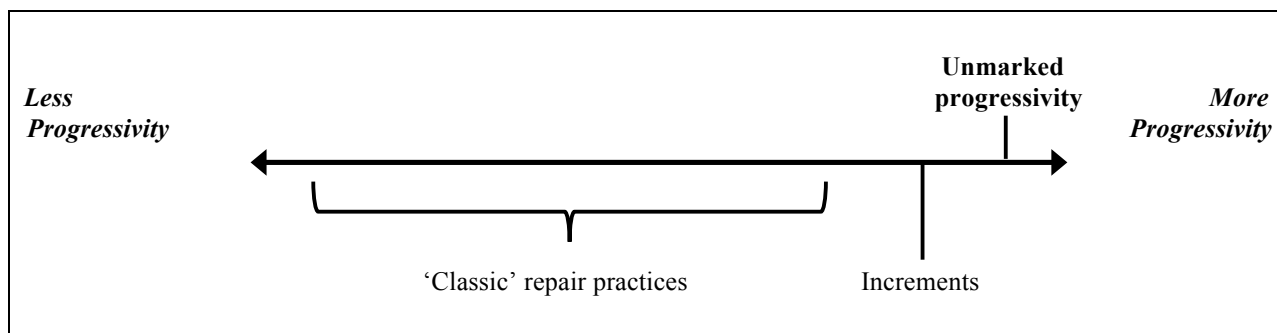 Unmarked
progressivity
Less
Progressivity
More
Progressivity
‘Classic’ repair practices
Increments